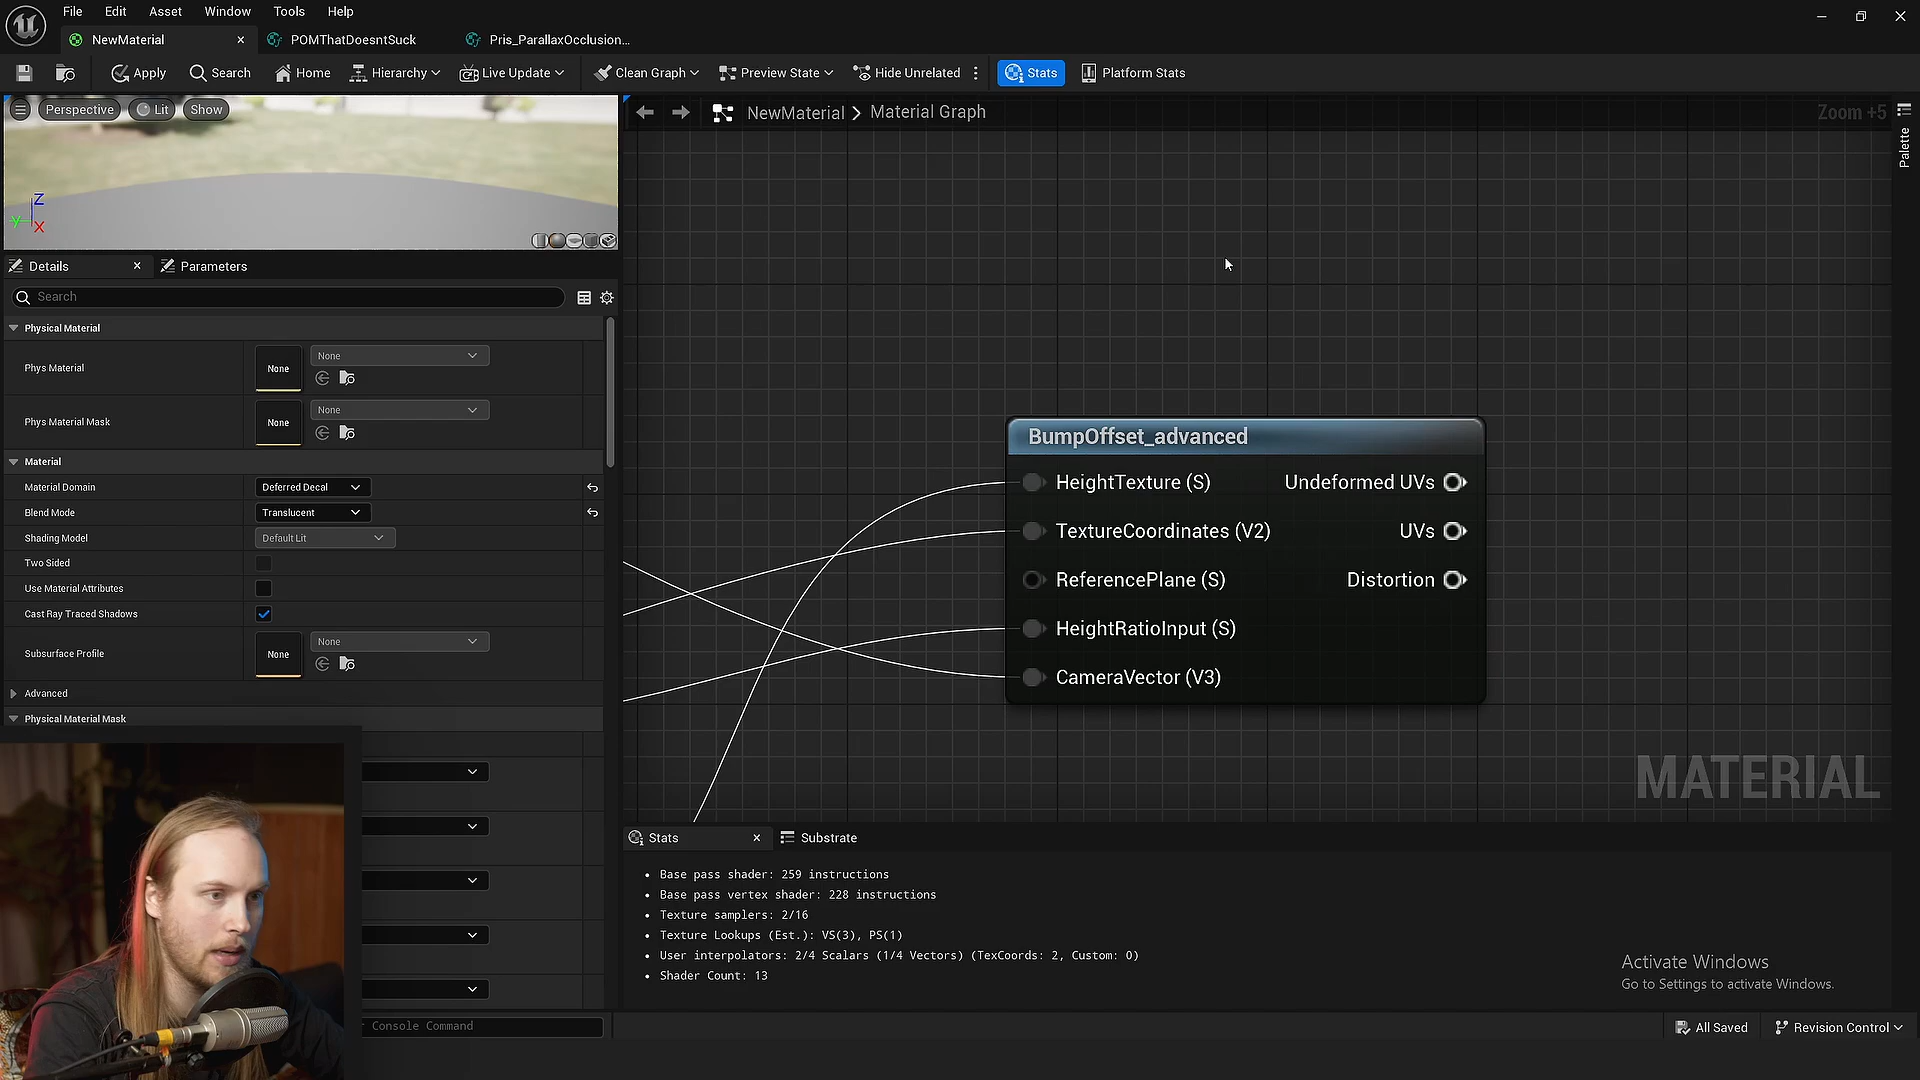 File Edit Asset Window Tools Help
NewMaterial POMThatDoesntSuck Pris_ParallaxOcclusion...
Apply Search Home Hierarchy Live Update Clean Graph Preview State Hide Unrelated Stats Platform Stats
Perspective Lit Show
NewMaterial > Material Graph
Zoom +5
Palette
Z
Y
X
Details Parameters
Search
Physical Material
Phys Material None None
Phys Material Mask None None
Material
Material Domain Deferred Decal
Blend Mode Translucent
Shading Model Default Lit
Two Sided
Use Material Attributes
Cast Ray Traced Shadows
Subsurface Profile None None
Advanced
Physical Material Mask
Console Command
BumpOffset_advanced
HeightTexture (S) Undeformed UVs
TextureCoordinates (V2) UVs
ReferencePlane (S) Distortion
HeightRatioInput (S)
CameraVector (V3)
MATERIAL
Stats Substrate
• Base pass shader: 259 instructions
• Base pass vertex shader: 228 instructions
• Texture samplers: 2/16
• Texture Lookups (Est.): VS(3), PS(1)
• User interpolators: 2/4 Scalars (1/4 Vectors) (TexCoords: 2, Custom: 0)
• Shader Count: 13
Activate Windows
Go to Settings to activate Windows.
All Saved Revision Control